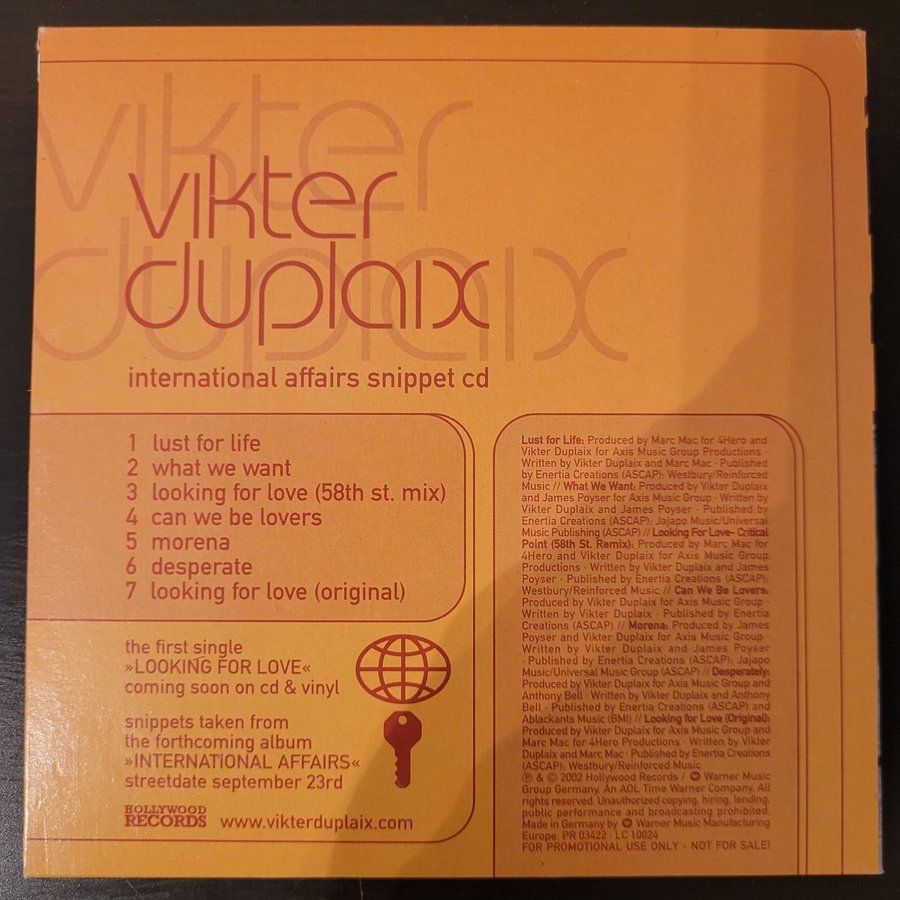 vikter
duplaix
vikter
duplaix
international affairs snippet cd
1 lust for life
2 what we want
3 looking for love (58th st. mix)
4 can we be lovers
5 morena
6 desperate
7 looking for love (original)
the first single
»LOOKING FOR LOVE«
coming soon on cd & vinyl
snippets taken from
the forthcoming album
»INTERNATIONAL AFFAIRS«
streetdate september 23rd
HOLLYWOOD
RECORDS www.vikterduplaix.com
Lust for Life: Produced by Marc Mac for 4Hero and
Vikter Duplaix for Axis Music Group Productions ·
Written by Vikter Duplaix and Marc Mac · Published
by Enertia Creations (ASCAP); Westbury/Reinforced
Music // What We Want: Produced by Vikter Duplaix
and James Poyser for Axis Music Group · Written by
Vikter Duplaix and James Poyser · Published by
Enertia Creations (ASCAP); Jajapo Music/Universal
Music Publishing (ASCAP) // Looking For Love- Critical
Point (58th St. Remix): Produced by Marc Mac for
4Hero and Vikter Duplaix for Axis Music Group
Productions · Written by Vikter Duplaix and James
Poyser · Published by Enertia Creations (ASCAP);
Westbury/Reinforced Music // Can We Be Lovers:
Produced by Vikter Duplaix for Axis Music Group ·
Written by Vikter Duplaix · Published by Enertia
Creations (ASCAP) // Morena: Produced by James
Poyser and Vikter Duplaix for Axis Music Group ·
Written by Vikter Duplaix and James Poyser
· Published by Enertia Creations (ASCAP); Jajapo
Music/Universal Music Group (ASCAP) // Desperately:
Produced by Vikter Duplaix for Axis Music Group and
Anthony Bell · Written by Vikter Duplaix and Anthony
Bell · Published by Enertia Creations (ASCAP) and
Ablackants Music (BMI) // Looking for Love (Original):
Produced by Vikter Duplaix for Axis Music Group and
Marc Mac for 4Hero Productions · Written by Vikter
Duplaix and Marc Mac · Published by Enertia Creations
(ASCAP); Westbury/Reinforced Music
℗ & © 2002 Hollywood Records / Warner Music
Group Germany. An AOL Time Warner Company. All
rights reserved. Unauthorized copying, hiring, lending,
public performance and broadcasting prohibited.
Made in Germany by Warner Music Manufacturing
Europe. PR 03422 · LC 10024
FOR PROMOTIONAL USE ONLY - NOT FOR SALE!